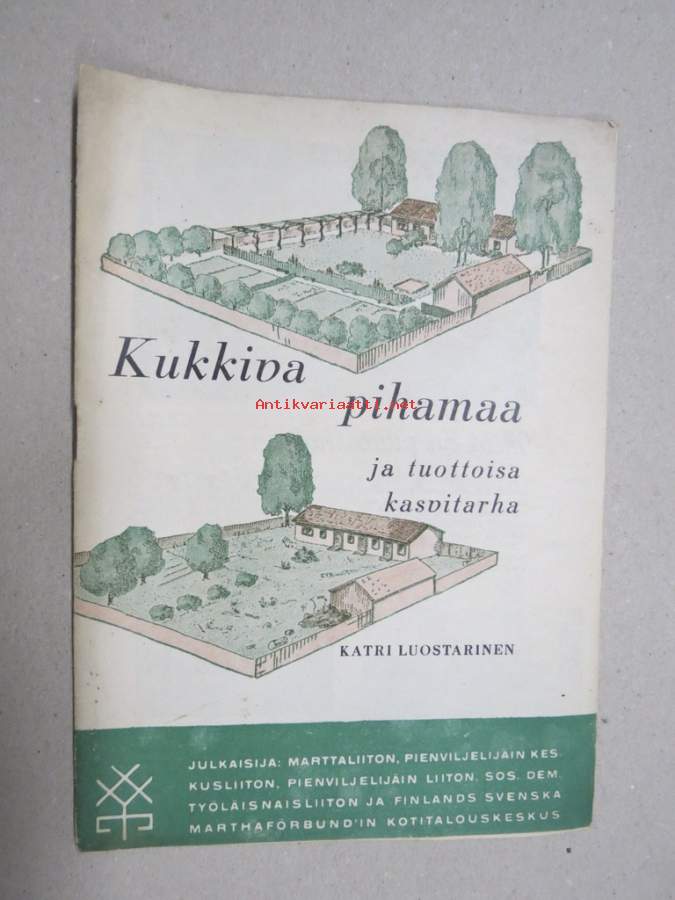 Kukkiva
pihamaa
Antikvariaatti.net
ja tuottoisa
kasvitarha
KATRI LUOSTARINEN
JULKAISIJA: MARTTALIITON, PIENVILJELIJÄIN KES
KUSLIITON, PIENVILJELIJÄIN LIITON, SOS. DEM.
TYÖLÄISNAISLIITON JA FINLANDS SVENSKA
MARTHAFÖRBUND'IN KOTITALOUSKESKUS